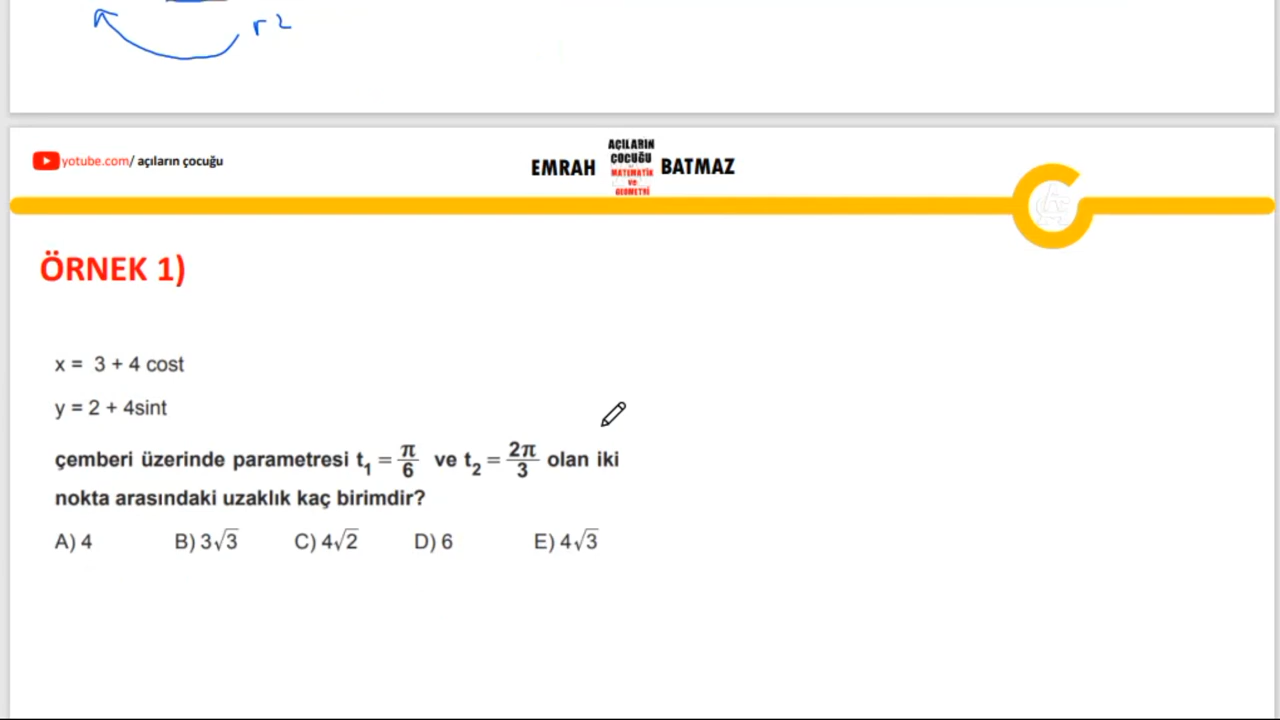 r 2
yotube.com/ açıların çocuğu
EMRAH
AÇILARIN
ÇOCUĞU
MATEMATİK
ve
GEOMETRİ
BATMAZ
ÖRNEK 1)
x = 3 + 4 cost
y = 2 + 4sint
çemberi üzerinde parametresi t₁ = π/6 ve t₂ = 2π/3 olan iki
nokta arasındaki uzaklık kaç birimdir?
A) 4 B) 3√3 C) 4√2 D) 6 E) 4√3